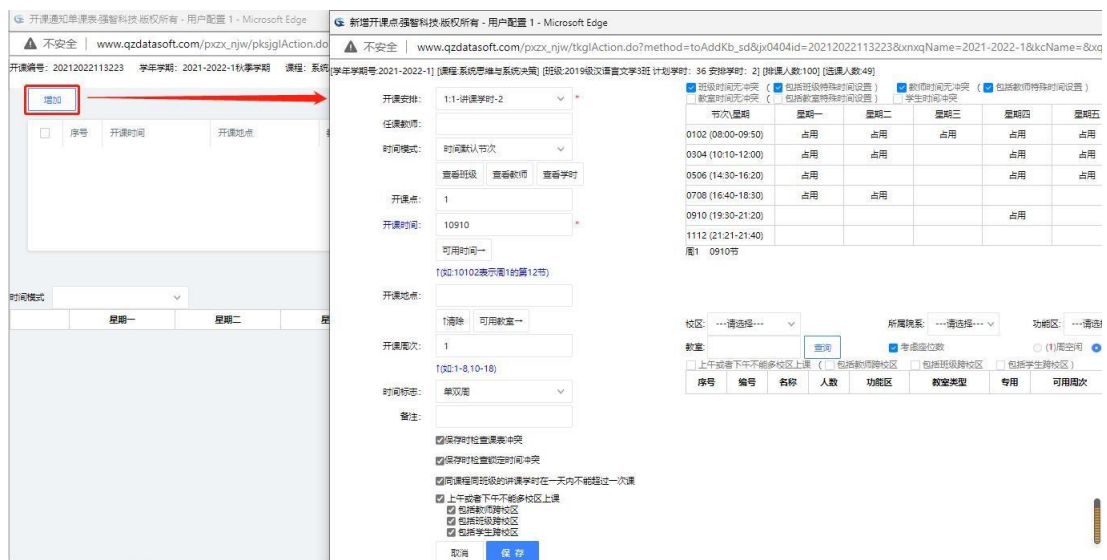 开课通知单课表-强智科技.版权所有 - 用户配置 1 - Microsoft Edge
不安全 | www.qzdatasoft.com/pxzx_njw/pksjglAction.do
开课编号: 20212022113223 学年学期: 2021-2022-1秋季学期 课程: 系统
增加
序号 开课时间 开课地点
时间模式
星期一 星期二
新增开课点-强智科技.版权所有 - 用户配置 1 - Microsoft Edge
不安全 | www.qzdatasoft.com/pxzx_njw/tkglAction.do?method=toAddKb_sd&jx0404id=20212022113223&xnxqName=2021-2022-1&kcName=&xq
[学年学期号:2021-2022-1] [课程:系统思维与系统决策] [班级:2019级汉语言文学3班 计划学时: 36 安排学时: 2] [排课人数:100] [选课人数:49]
开课安排: 1:1-讲课学时-2 *
任课教师:
时间模式: 时间默认节次
查看班级 查看教师 查看学时
开课点: 1
开课时间: 10910 *
可用时间→
↑(如:10102表示周1的第12节)
开课地点:
↑清除 可用教室→
开课周次: 1
↑(如:1-8,10-18)
时间标志: 单双周
备注:
保存时检查课表冲突
保存时检查锁定时间冲突
同课程同班级的讲课学时在一天内不能超过一次课
上午或者下午不能多校区上课
包括教师跨校区
包括班级跨校区
包括学生跨校区
取消 保存
班级时间无冲突 ( 包括班级特殊时间设置 ) 教师时间无冲突 ( 包括教师特殊时间设置 )
教室时间无冲突 ( 包括教室特殊时间设置 ) 学生时间冲突
节次\星期 星期一 星期二 星期三 星期四 星期五
0102 (08:00-09:50) 占用 占用 占用 占用 占用
0304 (10:10-12:00) 占用 占用 占用 占用
0506 (14:30-16:20) 占用 占用 占用
0708 (16:40-18:30) 占用 占用
0910 (19:30-21:20) 占用
1112 (21:21-21:40)
周1 0910节
校区: ---请选择--- 所属院系: ---请选择--- 功能区: ---请选
教室: 查询 考虑座位数 (1)周空闲
上午或者下午不能多校区上课 ( 包括教师跨校区 包括班级跨校区 包括学生跨校区 )
序号 编号 名称 人数 功能区 教室类型 专用 可用周次